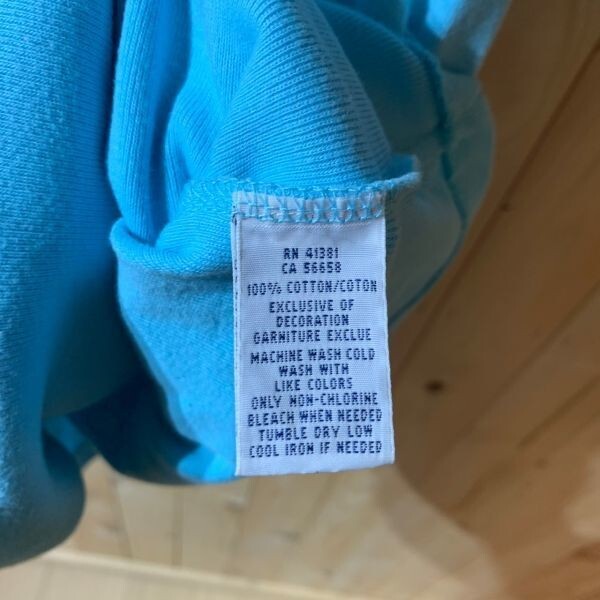 RN 41381
CA 56658
100% COTTON/COTON
EXCLUSIVE OF
DECORATION
GARNITURE EXCLUE
MACHINE WASH COLD
WASH WITH
LIKE COLORS
ONLY NON-CHLORINE
BLEACH WHEN NEEDED
TUMBLE DRY LOW
COOL IRON IF NEEDED